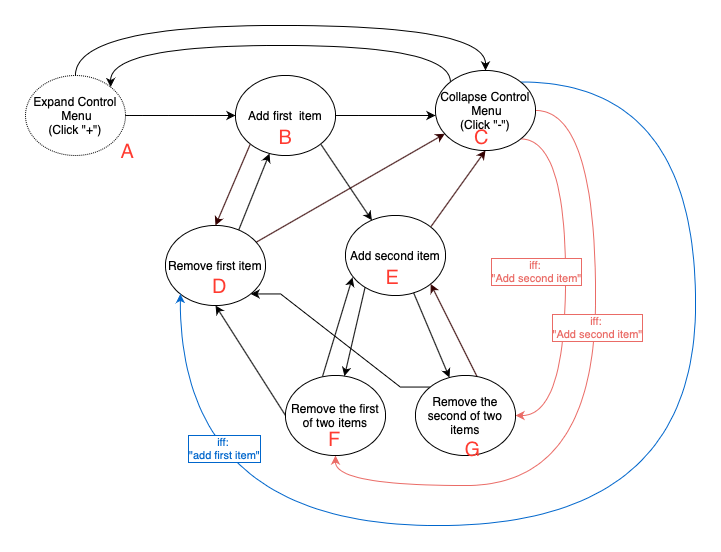 Expand Control
Menu
(Click "+")
A
Add first item
B
Collapse Control
Menu
(Click "-")
C
Remove first item
D
Add second item
E
iff:
"Add second item"
iff:
"Add second item"
Remove the first
of two items
F
Remove the
second of two
items
G
iff:
"add first item"